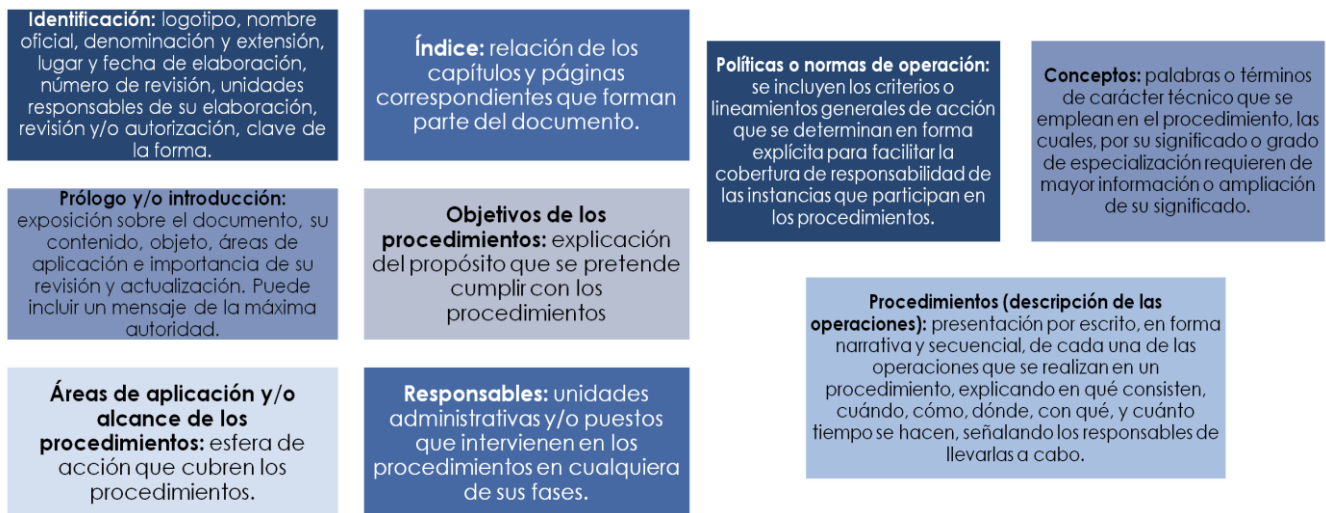 Identificación: logotipo, nombre
oficial, denominación y extensión,
lugar y fecha de elaboración,
número de revisión, unidades
responsables de su elaboración,
revisión y/o autorización, clave de
la forma.
Índice: relación de los
capítulos y páginas
correspondientes que forman
parte del documento.
Prólogo y/o introducción:
exposición sobre el documento, su
contenido, objeto, áreas de
aplicación e importancia de su
revisión y actualización. Puede
incluir un mensaje de la máxima
autoridad.
Objetivos de los
procedimientos: explicación
del propósito que se pretende
cumplir con los
procedimientos
Áreas de aplicación y/o
alcance de los
procedimientos: esfera de
acción que cubren los
procedimientos.
Responsables: unidades
administrativas y/o puestos
que intervienen en los
procedimientos en cualquiera
de sus fases.
Políticas o normas de operación:
se incluyen los criterios o
lineamientos generales de acción
que se determinan en forma
explícita para facilitar la
cobertura de responsabilidad de
las instancias que participan en
los procedimientos.
Conceptos: palabras o términos
de carácter técnico que se
emplean en el procedimiento, las
cuales, por su significado o grado
de especialización requieren de
mayor información o ampliación
de su significado.
Procedimientos (descripción de las
operaciones): presentación por escrito, en forma
narrativa y secuencial, de cada una de las
operaciones que se realizan en un
procedimiento, explicando en qué consisten,
cuándo, cómo, dónde, con qué, y cuánto
tiempo se hacen, señalando los responsables de
llevarlas a cabo.